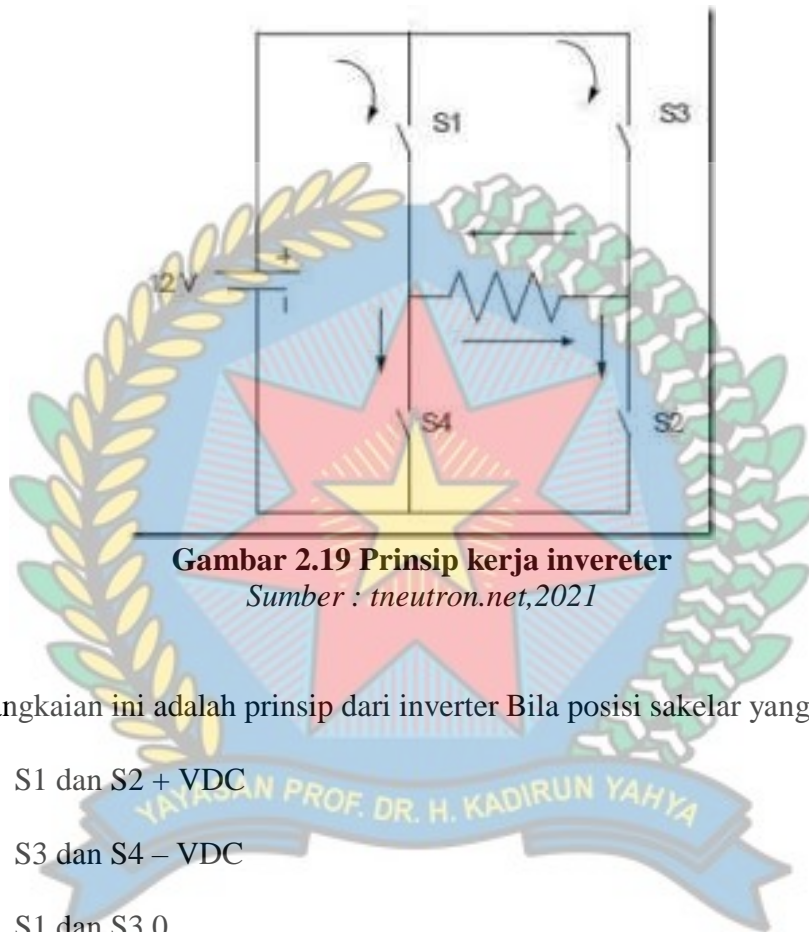 S1
S3
12 V
+
S4
S2
Gambar 2.19 Prinsip kerja invereter
Sumber : tneutron.net,2021
angkaian ini adalah prinsip dari inverter Bila posisi sakelar yang
S1 dan S2 + VDC
YAYASAN PROF. DR. H. KADIRUN YAHYA
S3 dan S4 – VDC
S1 dan S3 0